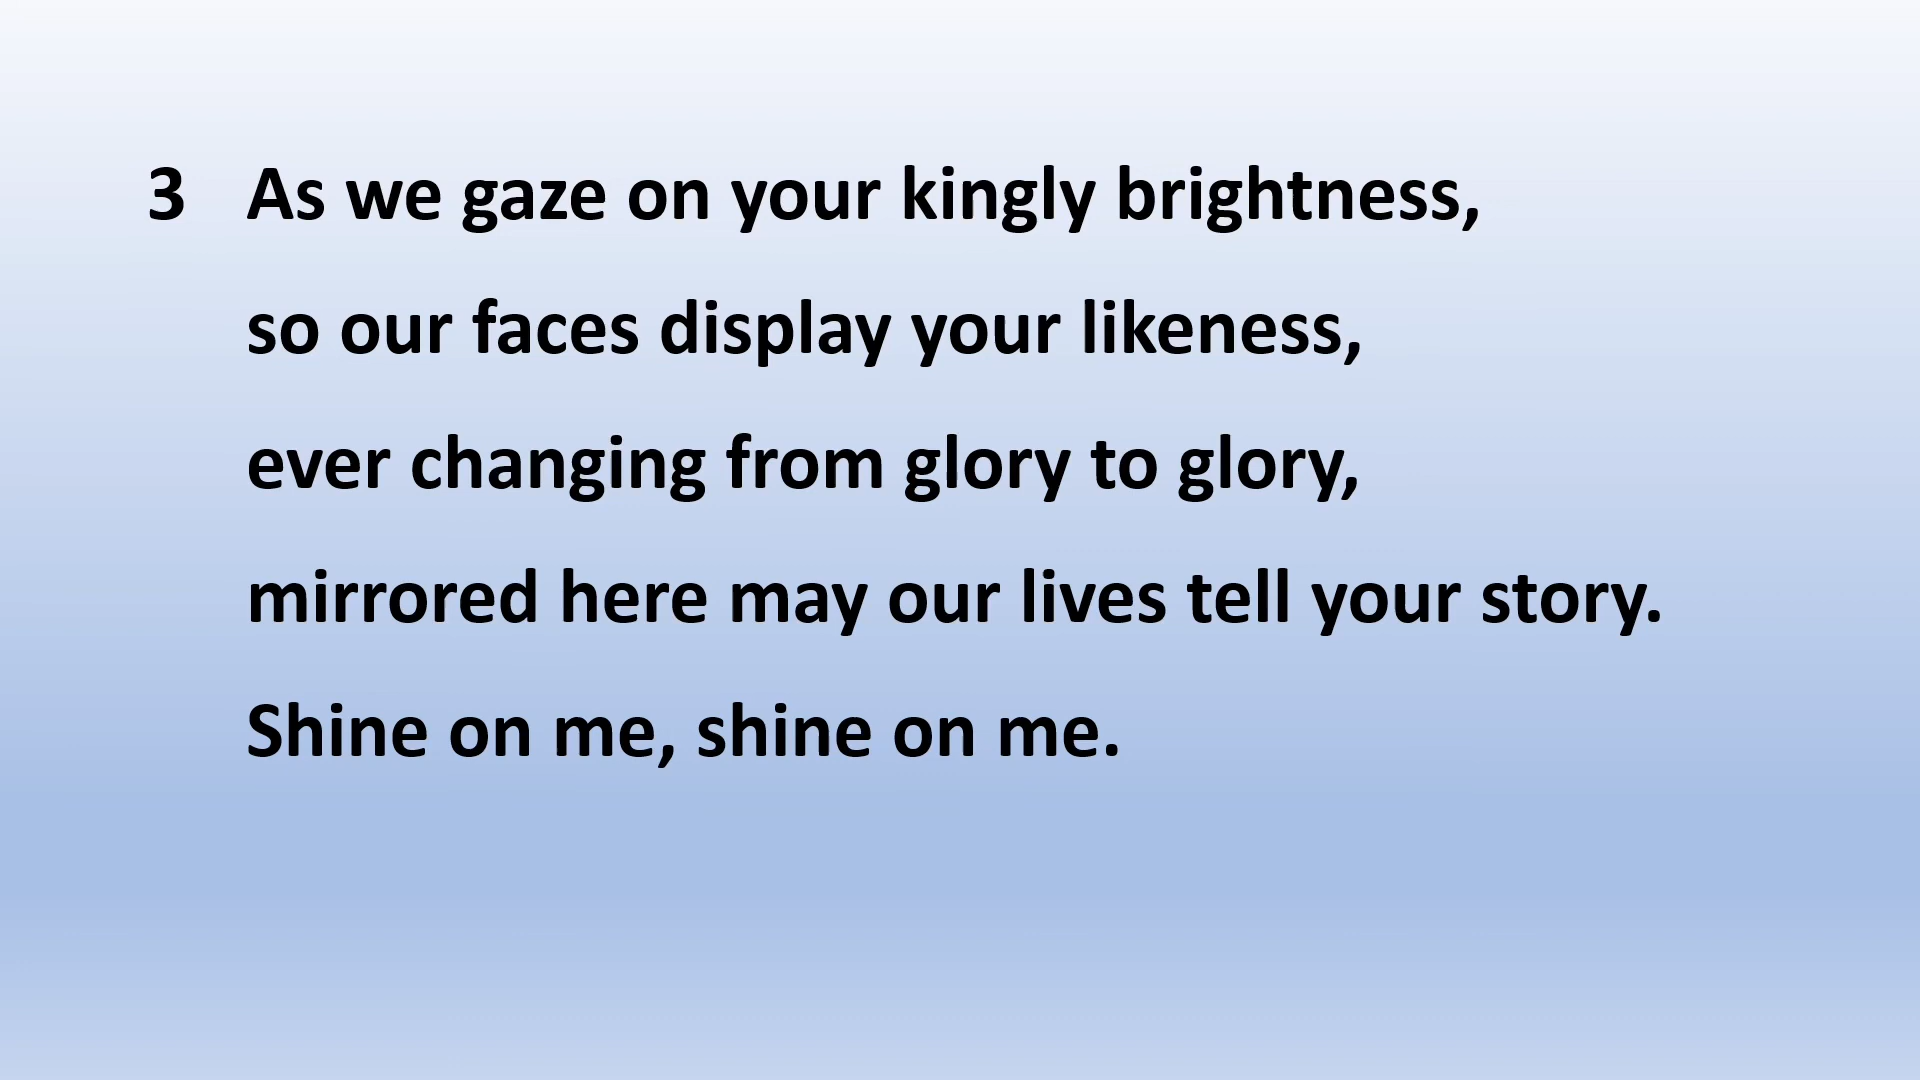 3 As we gaze on your kingly brightness,
so our faces display your likeness,
ever changing from glory to glory,
mirrored here may our lives tell your story.
Shine on me, shine on me.